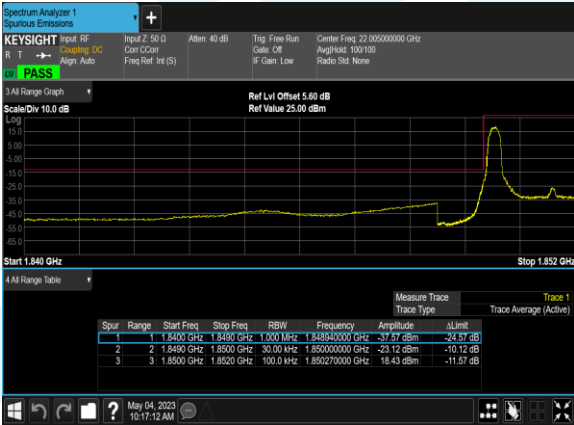 Spectrum Analyzer 1
Spurious Emissions
+
KEYSIGHT Input: RF Input Z: 50 Ω Atten: 40 dB Trig: Free Run Center Freq: 22.005000000 GHz
R T Coupling: DC Corr CCorr Gate: Off Avg|Hold: 100/100
Align: Auto Freq Ref: Int (S) IF Gain: Low Radio Std: None
PASS
3 All Range Graph
Ref Lvl Offset 5.60 dB
Scale/Div 10.0 dB Ref Value 25.00 dBm
Log
15.0
5.00
-5.00
-15.0
-25.0
-35.0
-45.0
-55.0
-65.0
Start 1.840 GHz Stop 1.852 GHz
4 All Range Table
Measure Trace Trace 1
Trace Type Trace Average (Active)
Spur Range Start Freq Stop Freq RBW Frequency Amplitude ΔLimit
1 1 1.8400 GHz 1.8490 GHz 1.000 MHz 1.848940000 GHz -37.57 dBm -24.57 dB
2 2 1.8490 GHz 1.8500 GHz 30.00 kHz 1.850000000 GHz -23.12 dBm -10.12 dB
3 3 1.8500 GHz 1.8520 GHz 100.0 kHz 1.850270000 GHz 18.43 dBm -11.57 dB
?
May 04, 2023
10:17:12 AM